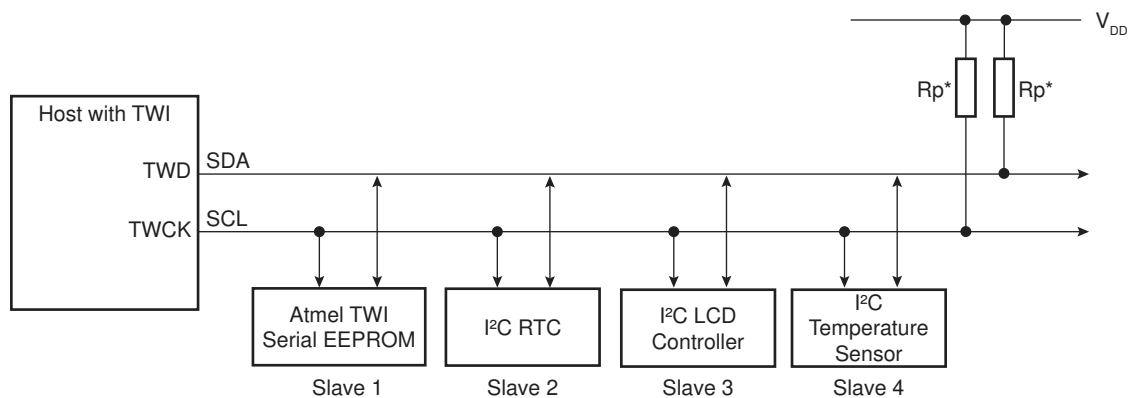 V_DD
Rp* Rp*
Host with TWI
TWD SDA
TWCK SCL
Atmel TWI
Serial EEPROM
I²C RTC
I²C LCD
Controller
I²C
Temperature
Sensor
Slave 1 Slave 2 Slave 3 Slave 4